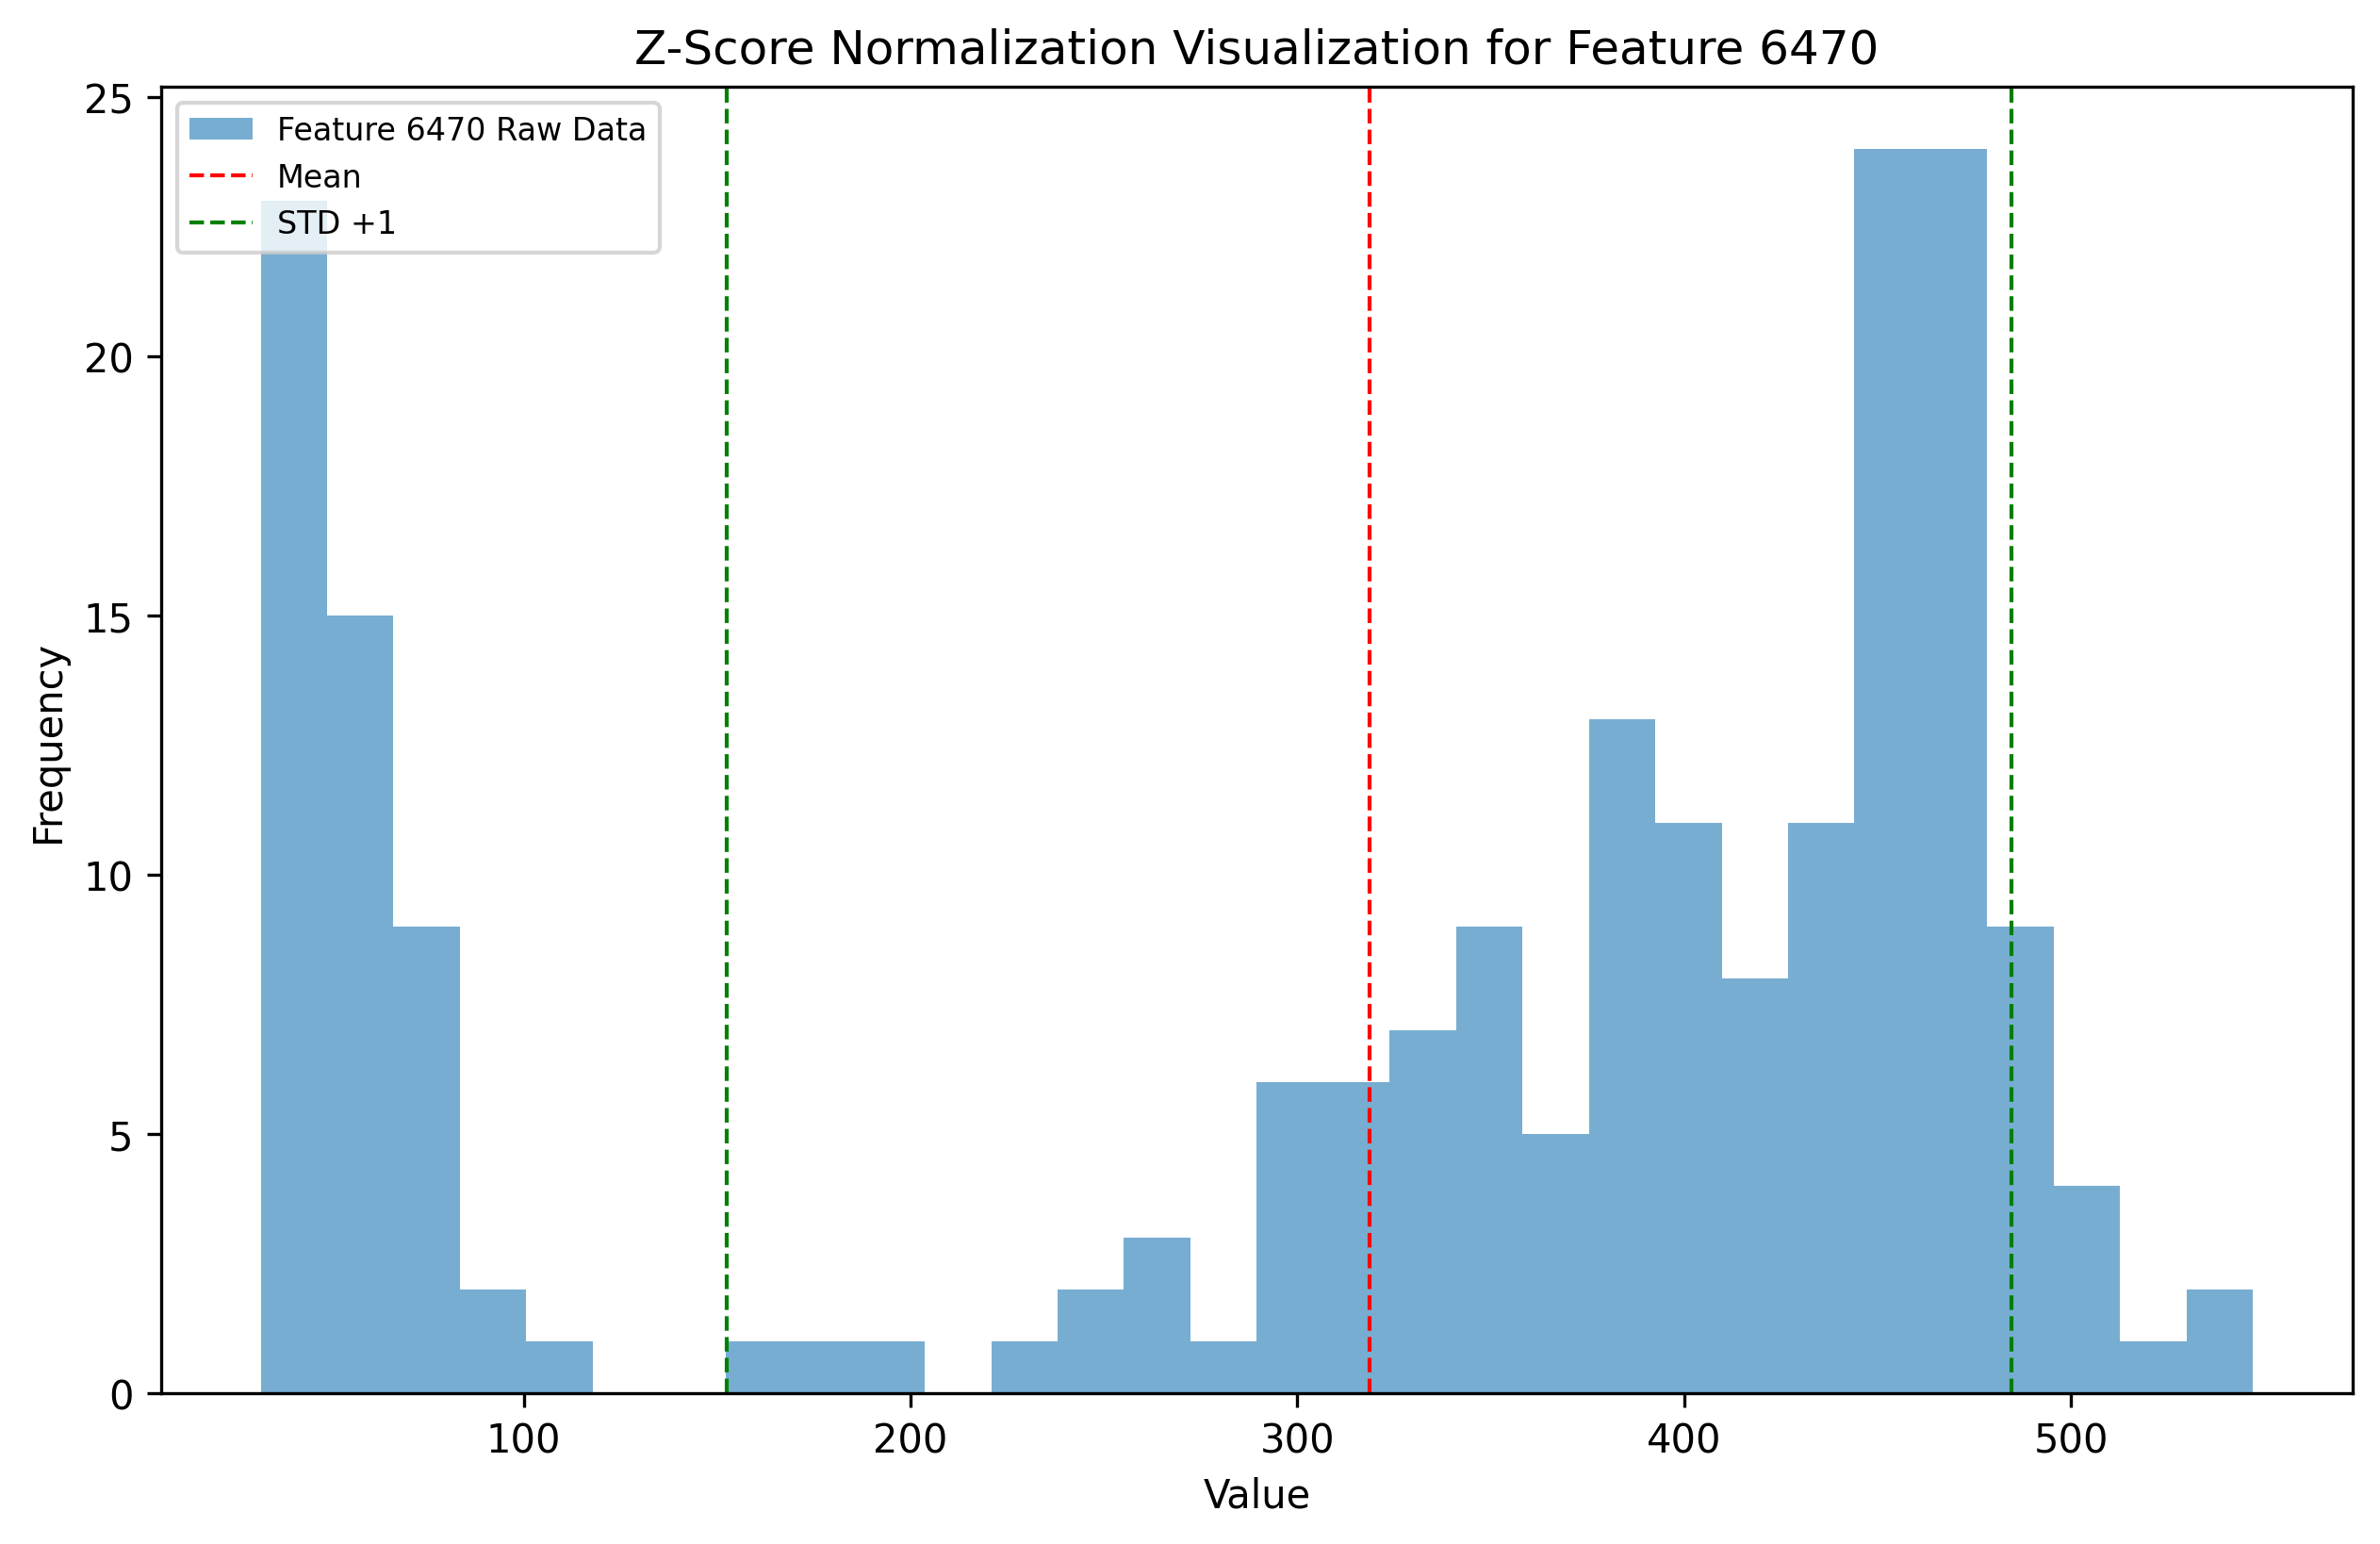 Z-Score Normalization Visualization for Feature 6470
25
Feature 6470 Raw Data
Mean
STD +1
20
15
10
5
0
Frequency
100 200 300 400 500
Value